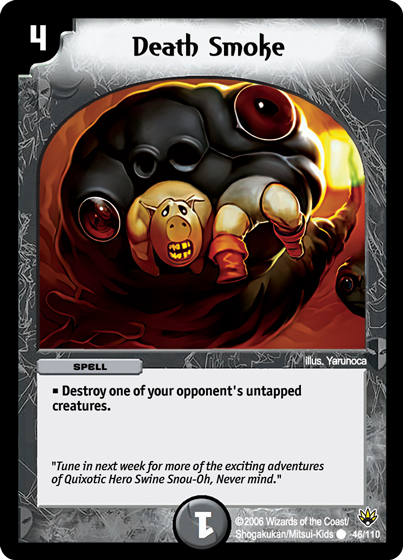 4
Death Smoke
illus. Yarunoca
SPELL
▪ Destroy one of your opponent's untapped
creatures.
"Tune in next week for more of the exciting adventures
of Quixotic Hero Swine Snou-Oh, Never mind."
1
©2006 Wizards of the Coast/
Shogakukan/Mitsui-Kids ● 46/110